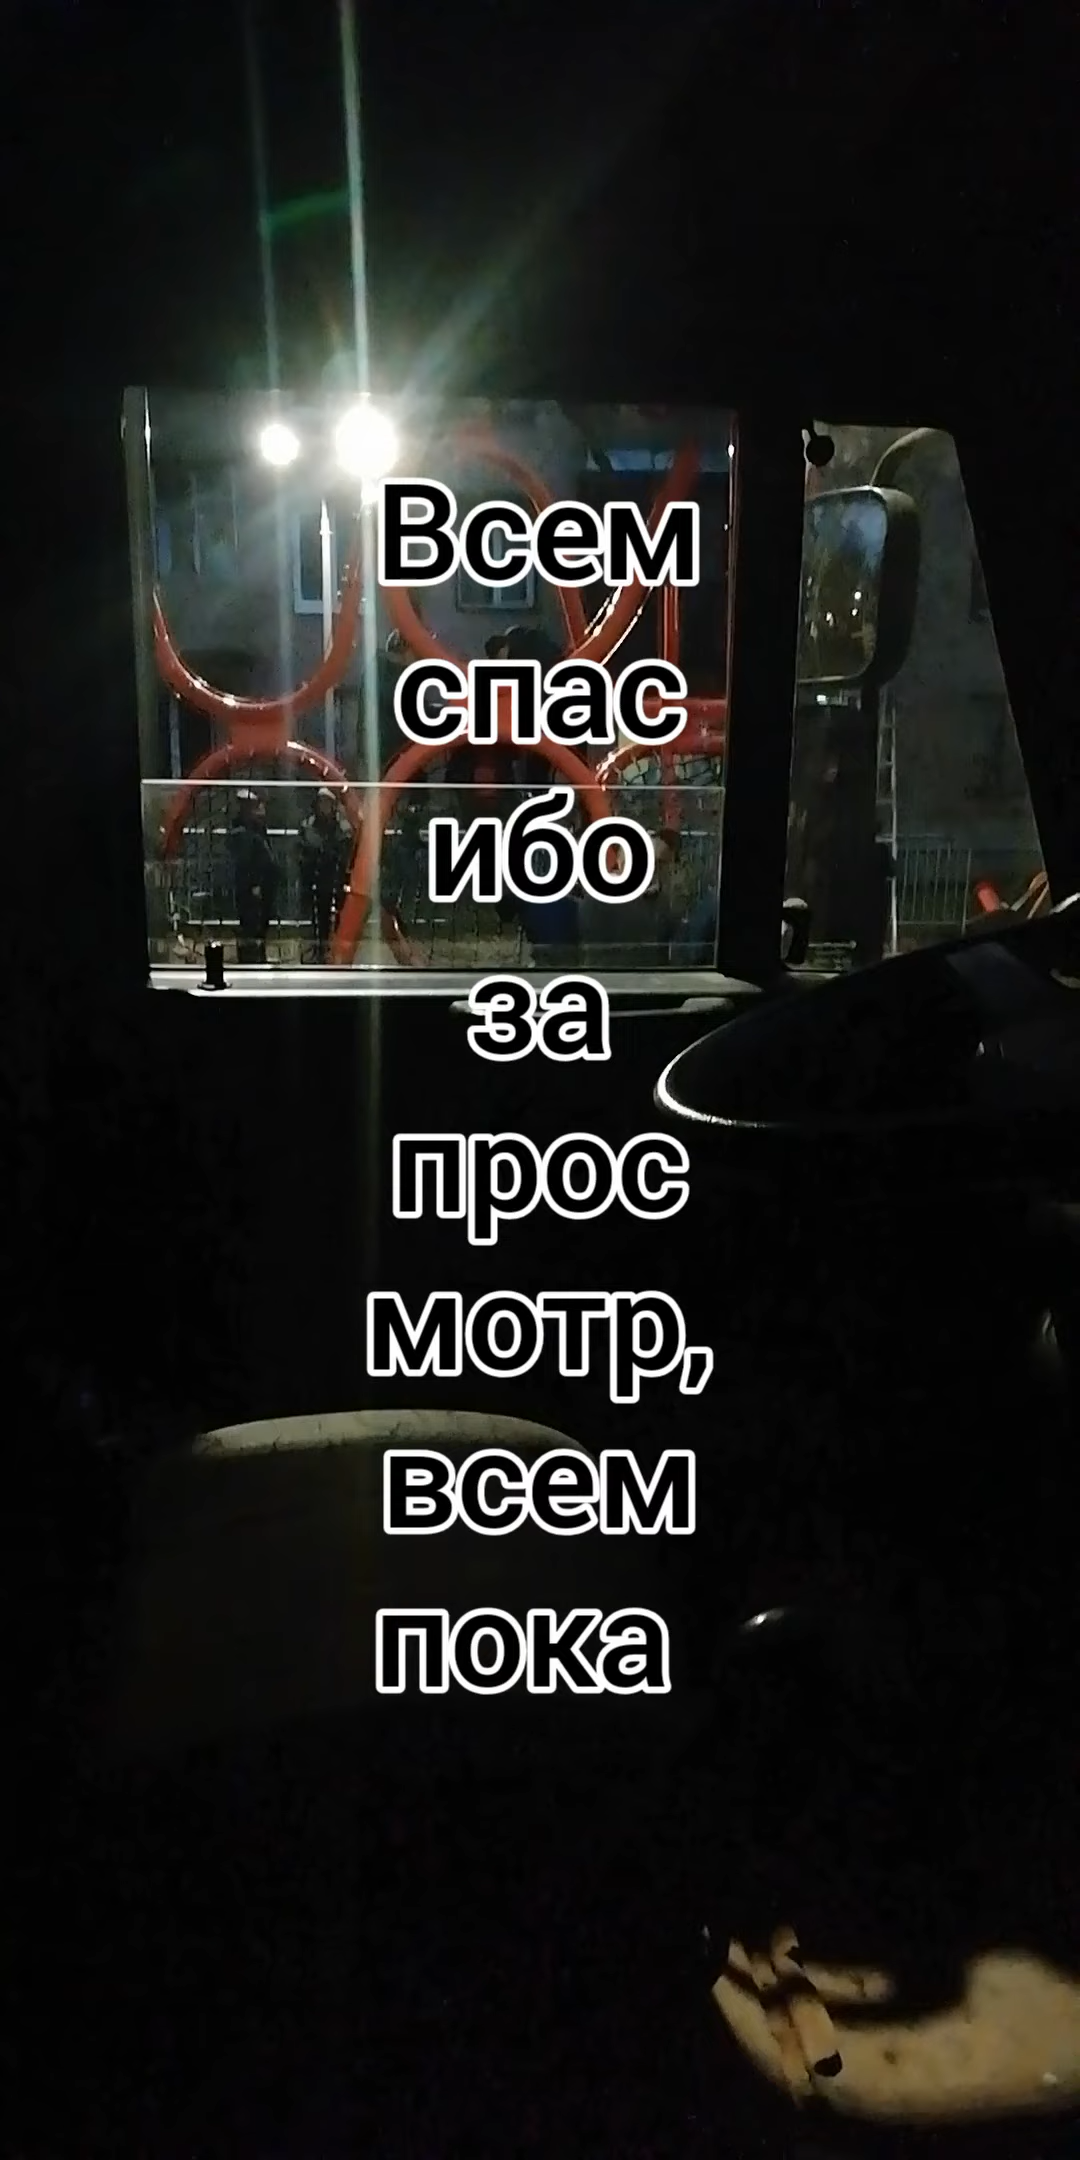 Всем
спас
ибо
за
прос
мотр,
всем
пока